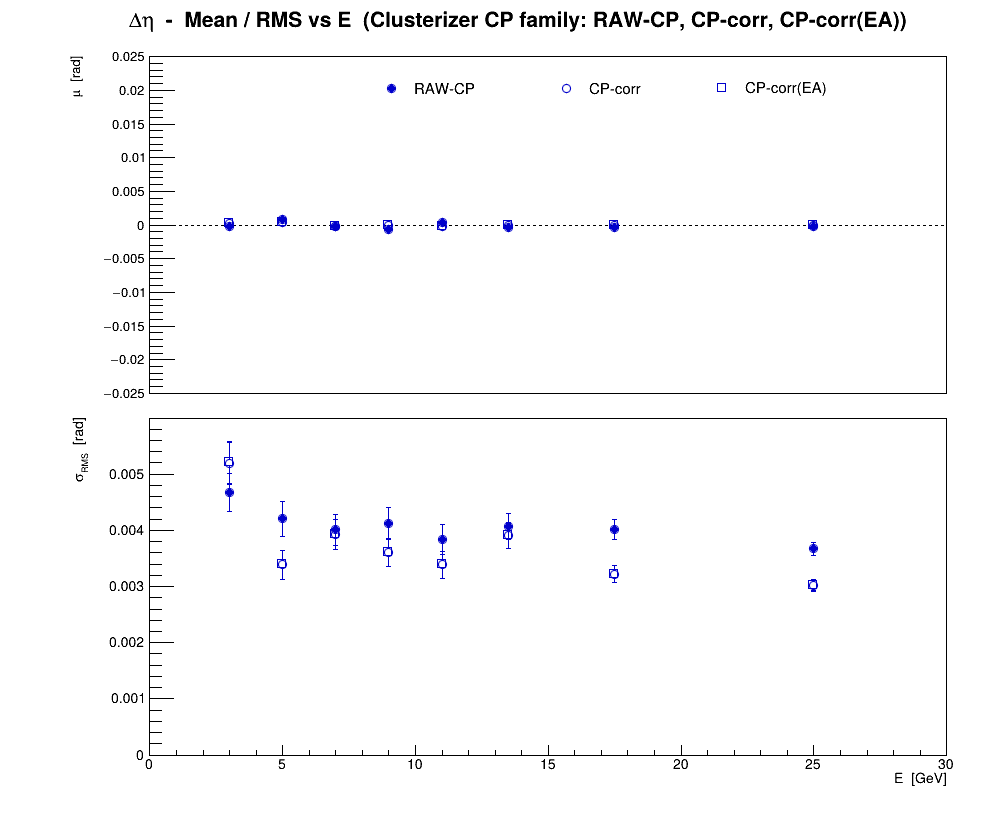 Δη - Mean / RMS vs E (Clusterizer CP family: RAW-CP, CP-corr, CP-corr(EA))
μ [rad]
RAW-CP CP-corr CP-corr(EA)
0.025
0.02
0.015
0.01
0.005
0
−0.005
−0.01
−0.015
−0.02
−0.025
σRMS [rad]
0.005
0.004
0.003
0.002
0.001
0
0 5 10 15 20 25 30
E [GeV]